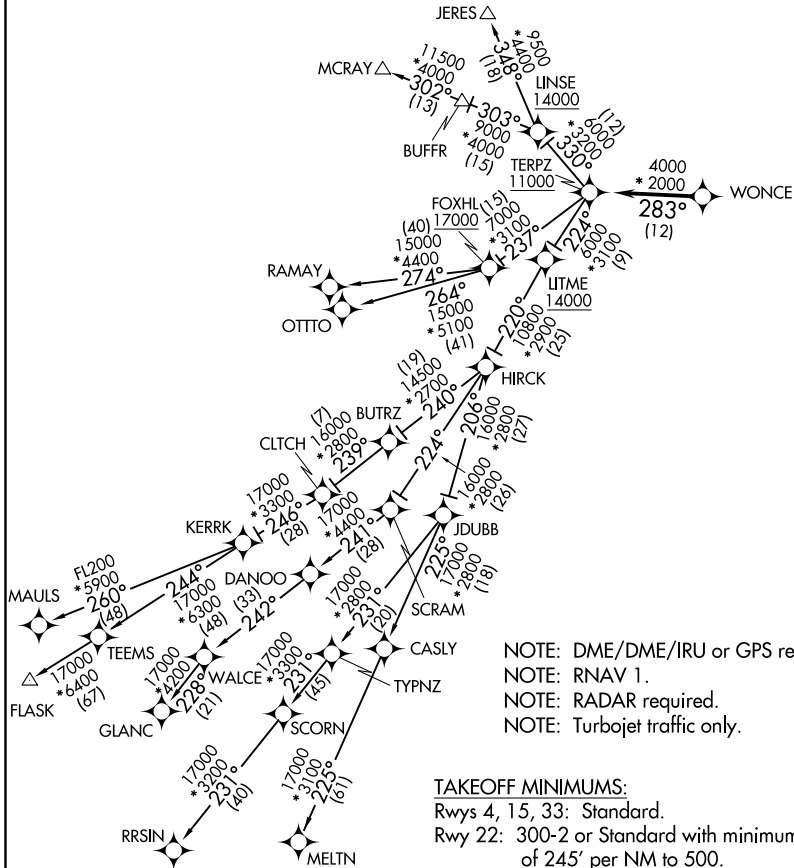 JERES
9500
*4400
348°
(18)
MCRAY
11500
*4000
302°
(13)
LINSE
14000
303°
9000
*4000
(15)
BUFFR
(12)
6000
*3200
330°
TERPZ
11000
4000
*2000
283°
(12)
WONCE
FOXHL
17000
(15)
7000
*3100
237°
224°
6000
*3100
(9)
(40)
15000
*4400
274°
RAMAY
264°
15000
*5100
(41)
OTTTO
LITME
14000
220°
10800
*2900
(25)
HIRCK
(19)
14500
*2700
240°
BUTRZ
206°
16000
*2800
(27)
224°
16000
*2800
(26)
(7)
16000
*2800
239°
CLTCH
17000
*3300
246°
(28)
KERRK
17000
*4400
241°
(28)
JDUBB
SCRAM
DANOO
225°
17000
*2800
(18)
17000
*2800
231°
(20)
FL200
*5900
260°
(48)
MAULS
244°
17000
*6300
(48)
(33)
242°
TEEMS
17000
*6400
(67)
FLASK
WALCE
17000
*4200
228°
(21)
GLANC
CASLY
TYPNZ
17000
*3300
231°
(45)
SCORN
17000
*3200
231°
(40)
RRSIN
17000
*3100
225°
(61)
MELTN
NOTE: DME/DME/IRU or GPS re
NOTE: RNAV 1.
NOTE: RADAR required.
NOTE: Turbojet traffic only.
TAKEOFF MINIMUMS:
Rwys 4, 15, 33: Standard.
Rwy 22: 300-2 or Standard with minimum
of 245' per NM to 500.